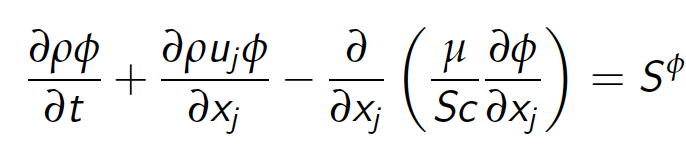 ∂ρϕ/∂t + ∂ρu_jϕ/∂x_j − ∂/∂x_j (μ/Sc ∂ϕ/∂x_j) = S^ϕ